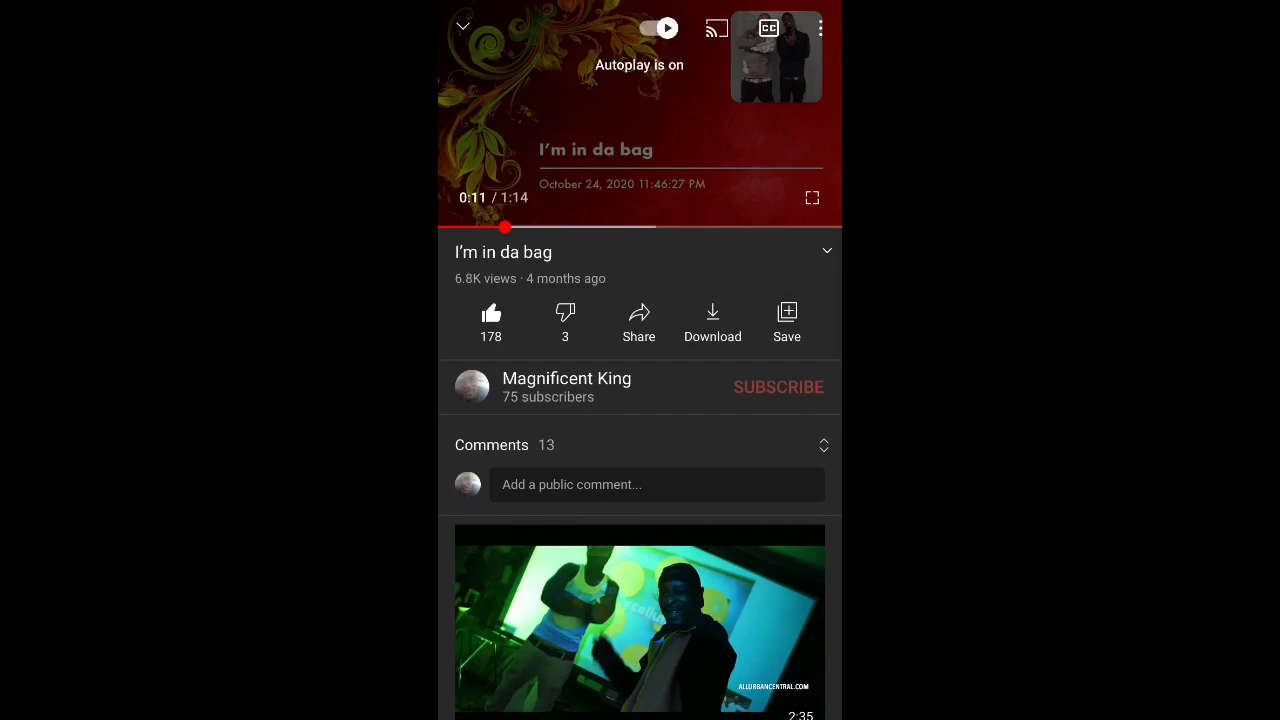 CC
Autoplay is on
I'm in da bag
October 24, 2020 11:46:27 PM
0:11 / 1:14
I'm in da bag
6.8K views · 4 months ago
178
3
Share
Download
Save
Magnificent King
75 subscribers
SUBSCRIBE
Comments 13
Add a public comment...
ALLURBANCENTRAL.COM
2:35